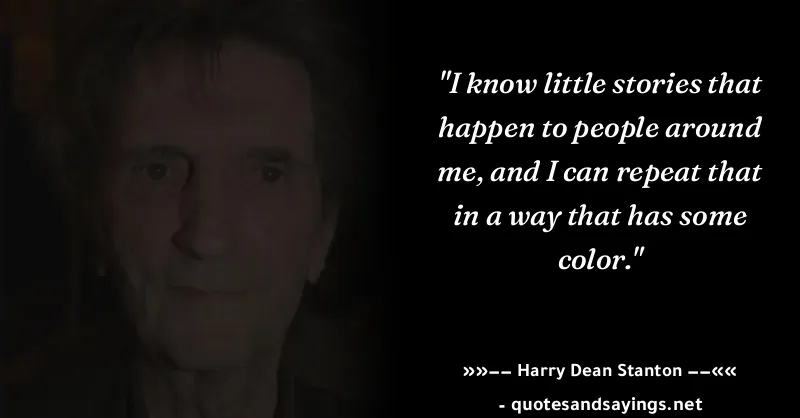 "I know little stories that
happen to people around
me, and I can repeat that
in a way that has some
color."
»»-- Harry Dean Stanton --««
- quotesandsayings.net